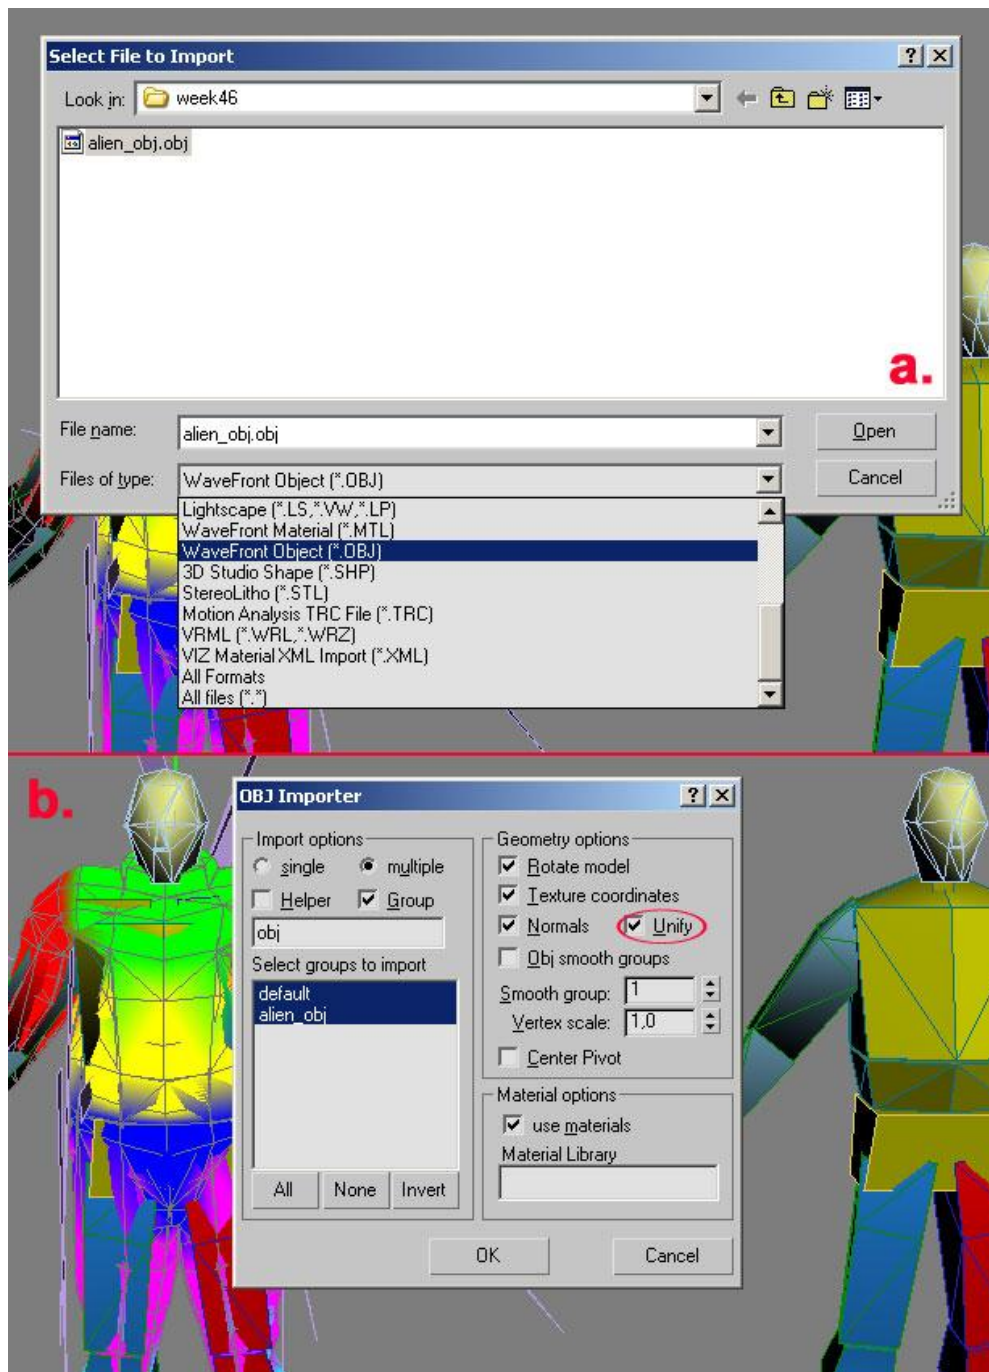 Select File to Import
Look in: week46
alien_obj.obj
a.
File name: alien_obj.obj Open
Files of type: WaveFront Object (*.OBJ) Cancel
Lightscape (*.LS,*.VW,*.LP)
WaveFront Material (*.MTL)
WaveFront Object (*.OBJ)
3D Studio Shape (*.SHP)
StereoLitho (*.STL)
Motion Analysis TRC File (*.TRC)
VRML (*.WRL,*.WRZ)
VIZ Material XML Import (*.XML)
All Formats
All files (*.*)
b.
OBJ Importer
Import options
single multiple
Helper Group
obj
Select groups to import
default
alien_obj
All None Invert
Geometry options
Rotate model
Texture coordinates
Normals Unify
Obj smooth groups
Smooth group: 1
Vertex scale: 1,0
Center Pivot
Material options
use materials
Material Library
OK Cancel